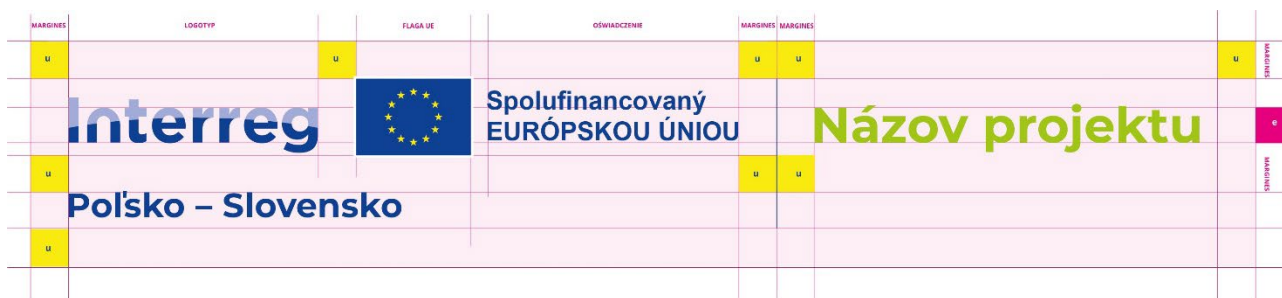 MARGINES LOGOTYP FLAGA UE OŚWIADCZENIE MARGINES MARGINES
u u u u u
MARGINES
Interreg
Spolufinancovaný
EURÓPSKOU ÚNIOU
Názov projektu
e
u u u
MARGINES
Poľsko – Slovensko
u